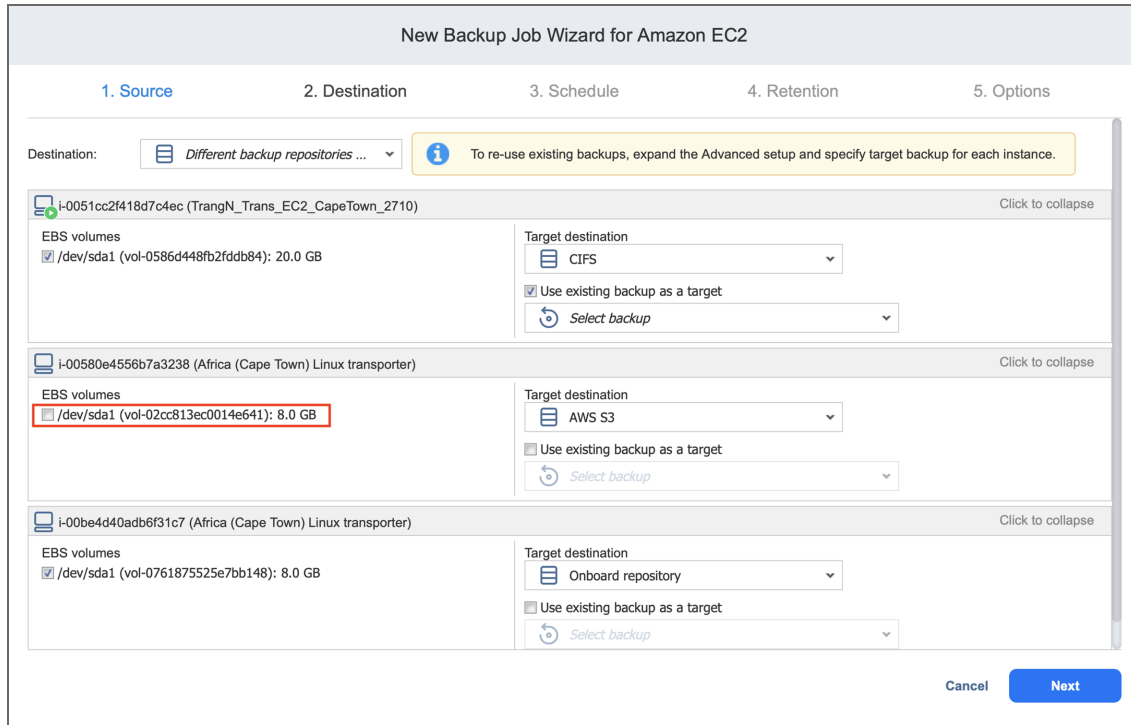 New Backup Job Wizard for Amazon EC2
1. Source 2. Destination 3. Schedule 4. Retention 5. Options
Destination: Different backup repositories ... To re-use existing backups, expand the Advanced setup and specify target backup for each instance.
i-0051cc2f418d7c4ec (TrangN_Trans_EC2_CapeTown_2710) Click to collapse
EBS volumes Target destination
/dev/sda1 (vol-0586d448fb2fddb84): 20.0 GB CIFS
Use existing backup as a target
Select backup
i-00580e4556b7a3238 (Africa (Cape Town) Linux transporter) Click to collapse
EBS volumes Target destination
/dev/sda1 (vol-02cc813ec0014e641): 8.0 GB AWS S3
Use existing backup as a target
Select backup
i-00be4d40adb6f31c7 (Africa (Cape Town) Linux transporter) Click to collapse
EBS volumes Target destination
/dev/sda1 (vol-0761875525e7bb148): 8.0 GB Onboard repository
Use existing backup as a target
Select backup
Cancel Next